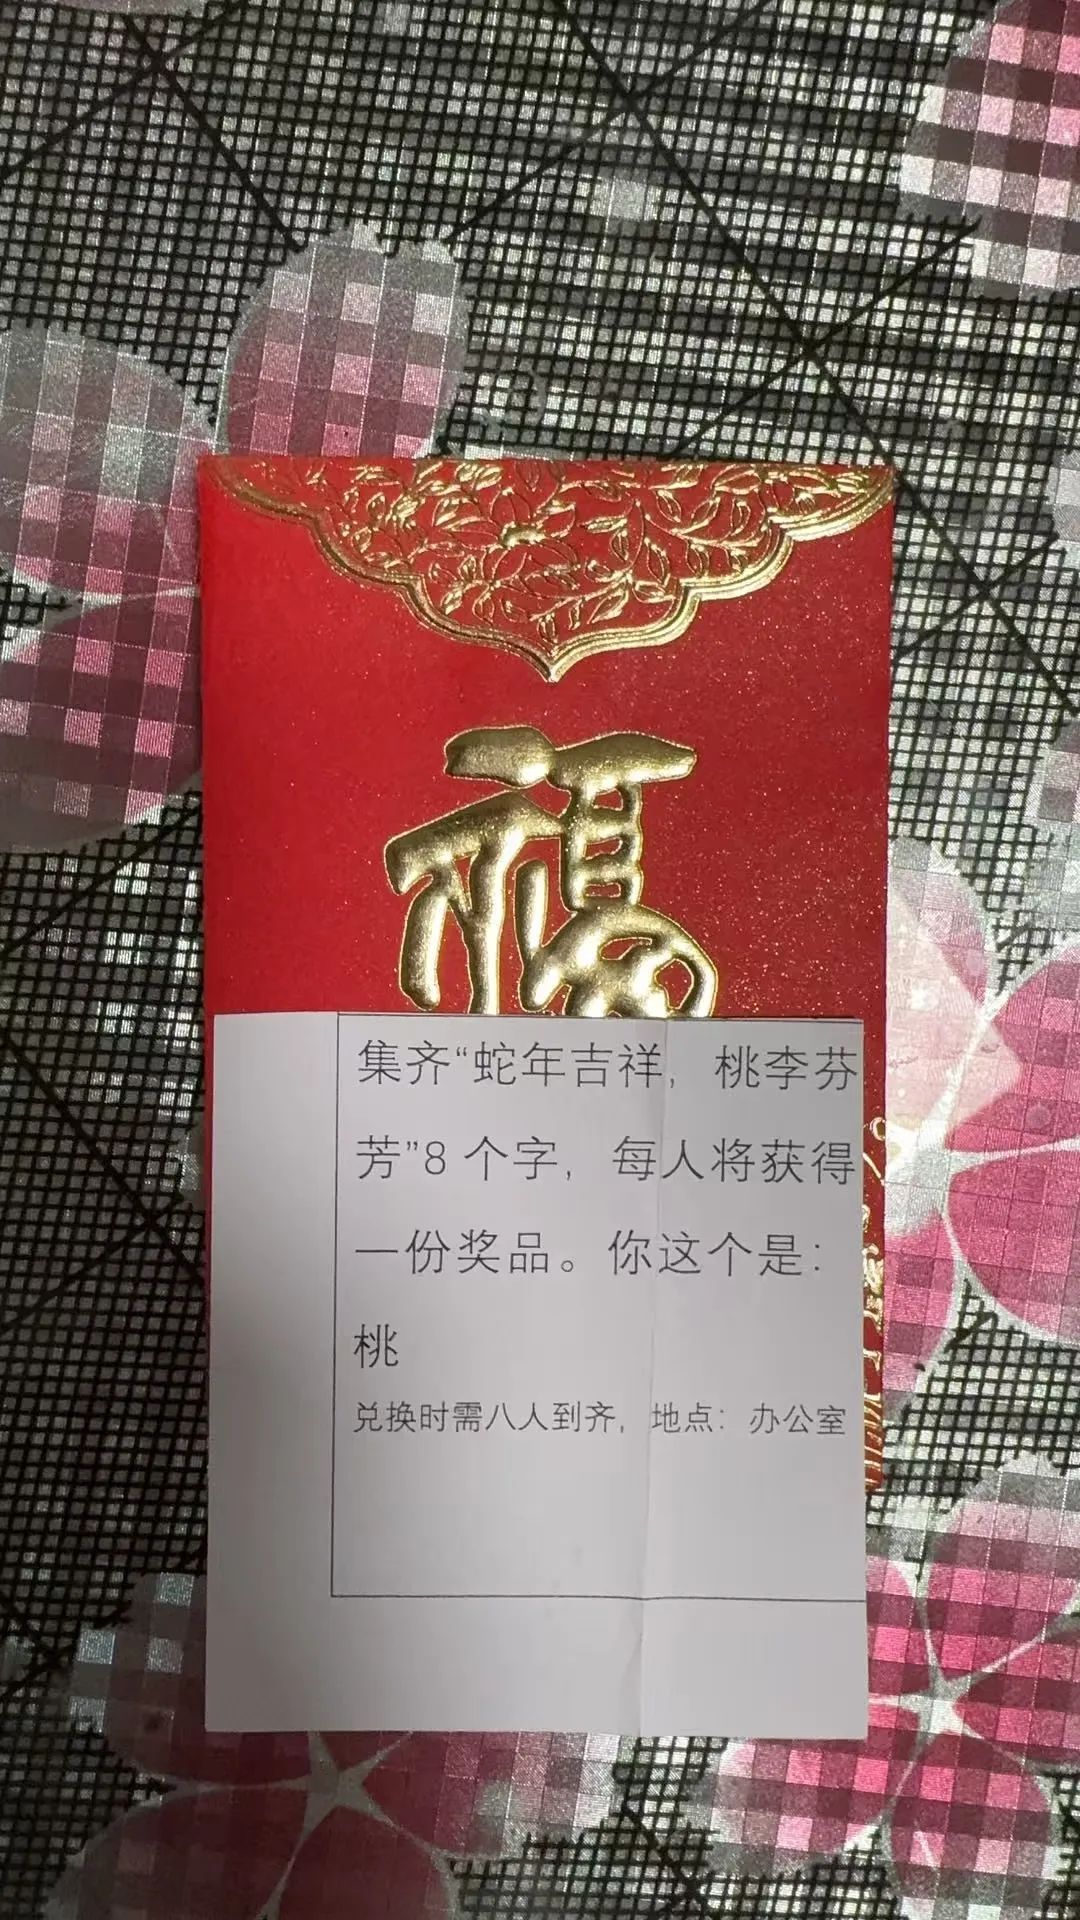 福
集齐“蛇年吉祥，桃李芬
芳”8 个字，每人将获得
一份奖品。你这个是：
桃
兑换时需八人到齐，地点：办公室